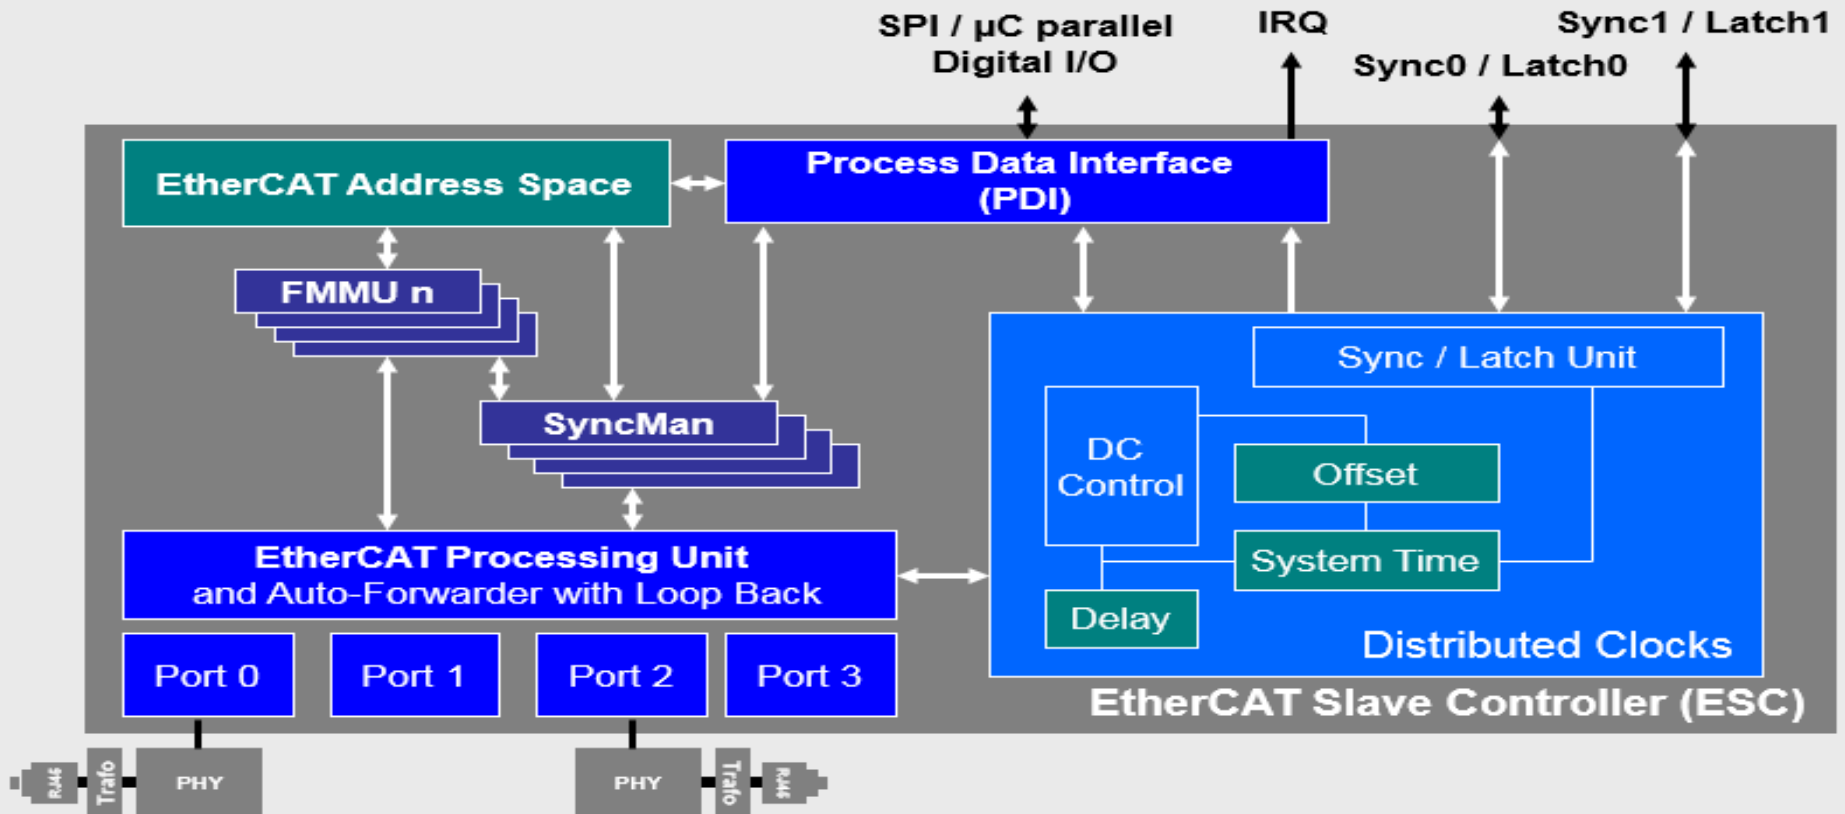 SPI / µC parallel
Digital I/O
IRQ
Sync1 / Latch1
Sync0 / Latch0
EtherCAT Address Space
Process Data Interface
(PDI)
FMMU n
SyncMan
Sync / Latch Unit
DC
Control
Offset
System Time
Delay
Distributed Clocks
EtherCAT Processing Unit
and Auto-Forwarder with Loop Back
Port 0
Port 1
Port 2
Port 3
EtherCAT Slave Controller (ESC)
RJ45
Trafo
PHY
PHY
Trafo
RJ45